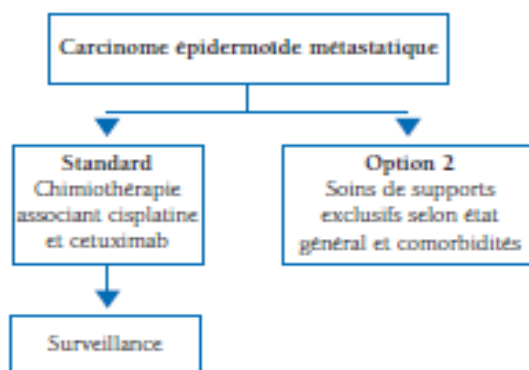 Carcinome épidermoïde métastatique
Standard
Chimiothérapie
associant cisplatine
et cetuximab
Option 2
Soins de supports
exclusifs selon état
général et comorbidités
Surveillance